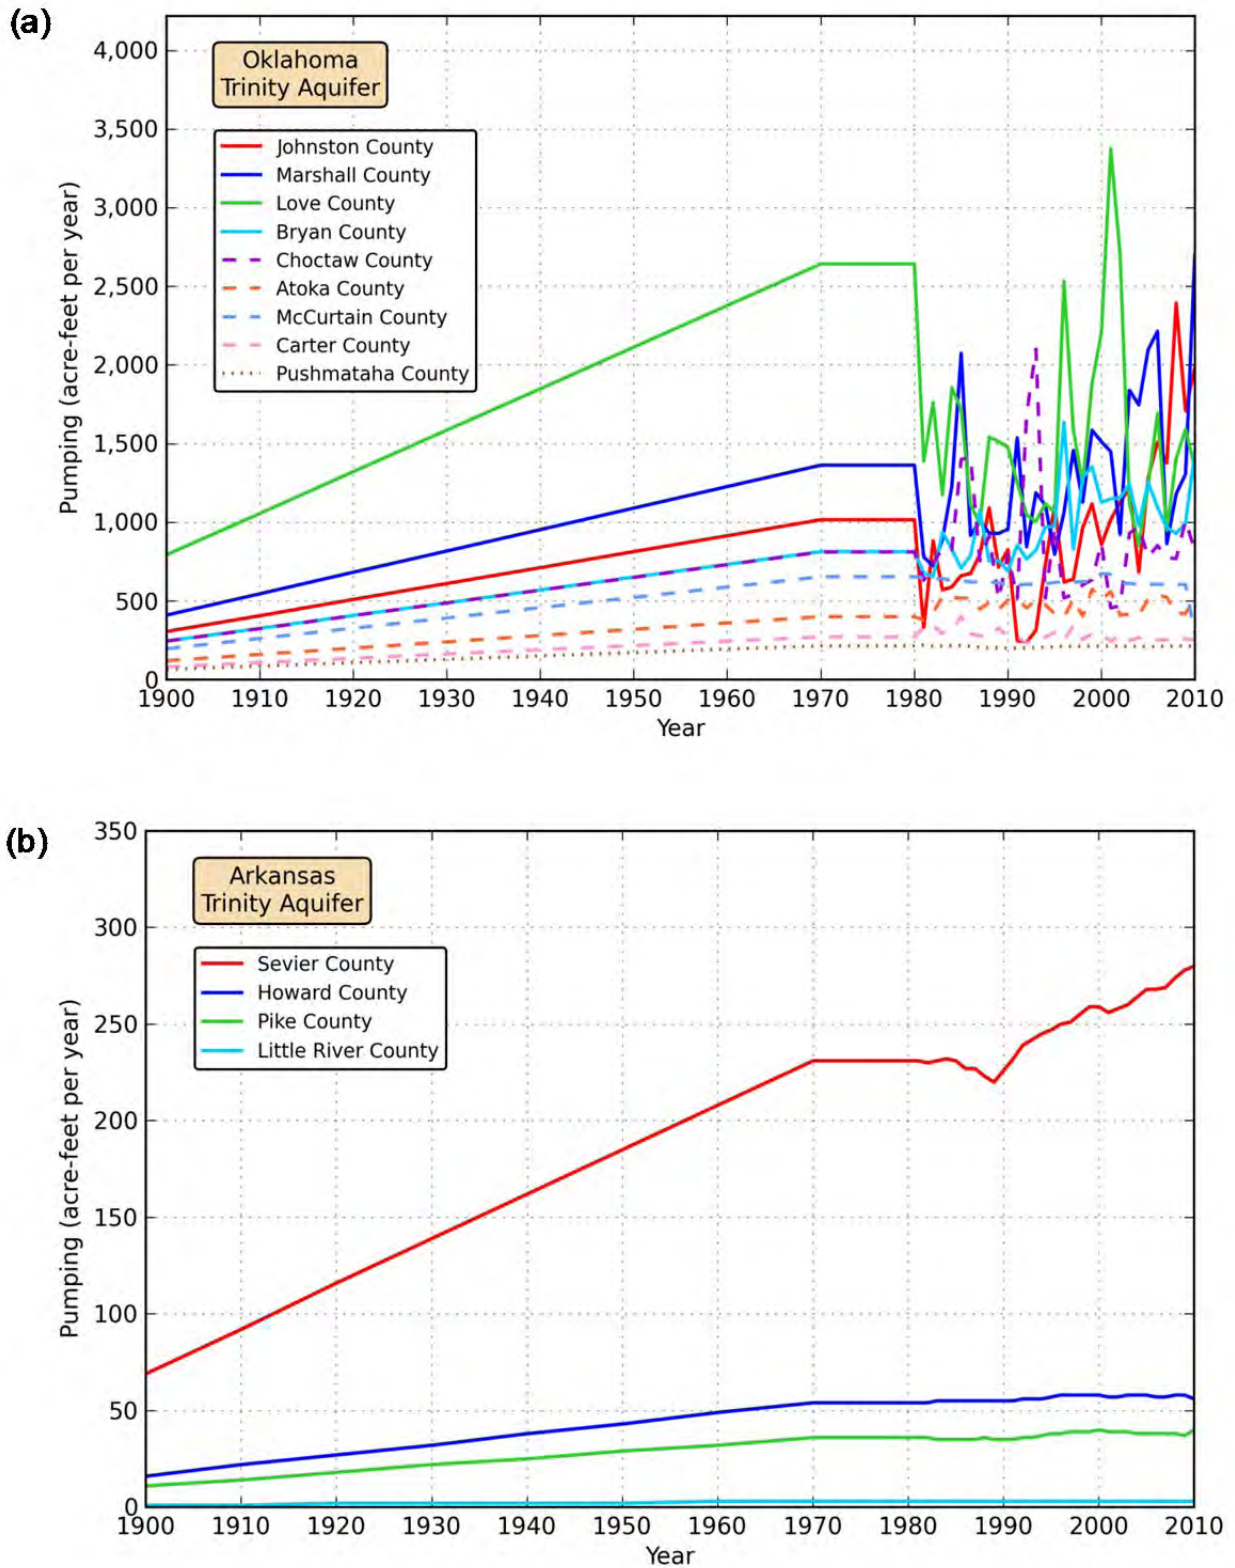 (a)
4,000
3,500
3,000
2,500
2,000
1,500
1,000
500
0
Pumping (acre-feet per year)
Oklahoma
Trinity Aquifer
Johnston County
Marshall County
Love County
Bryan County
Choctaw County
Atoka County
McCurtain County
Carter County
Pushmataha County
1900 1910 1920 1930 1940 1950 1960 1970 1980 1990 2000 2010
Year
(b)
350
300
250
200
150
100
50
0
Pumping (acre-feet per year)
Arkansas
Trinity Aquifer
Sevier County
Howard County
Pike County
Little River County
1900 1910 1920 1930 1940 1950 1960 1970 1980 1990 2000 2010
Year